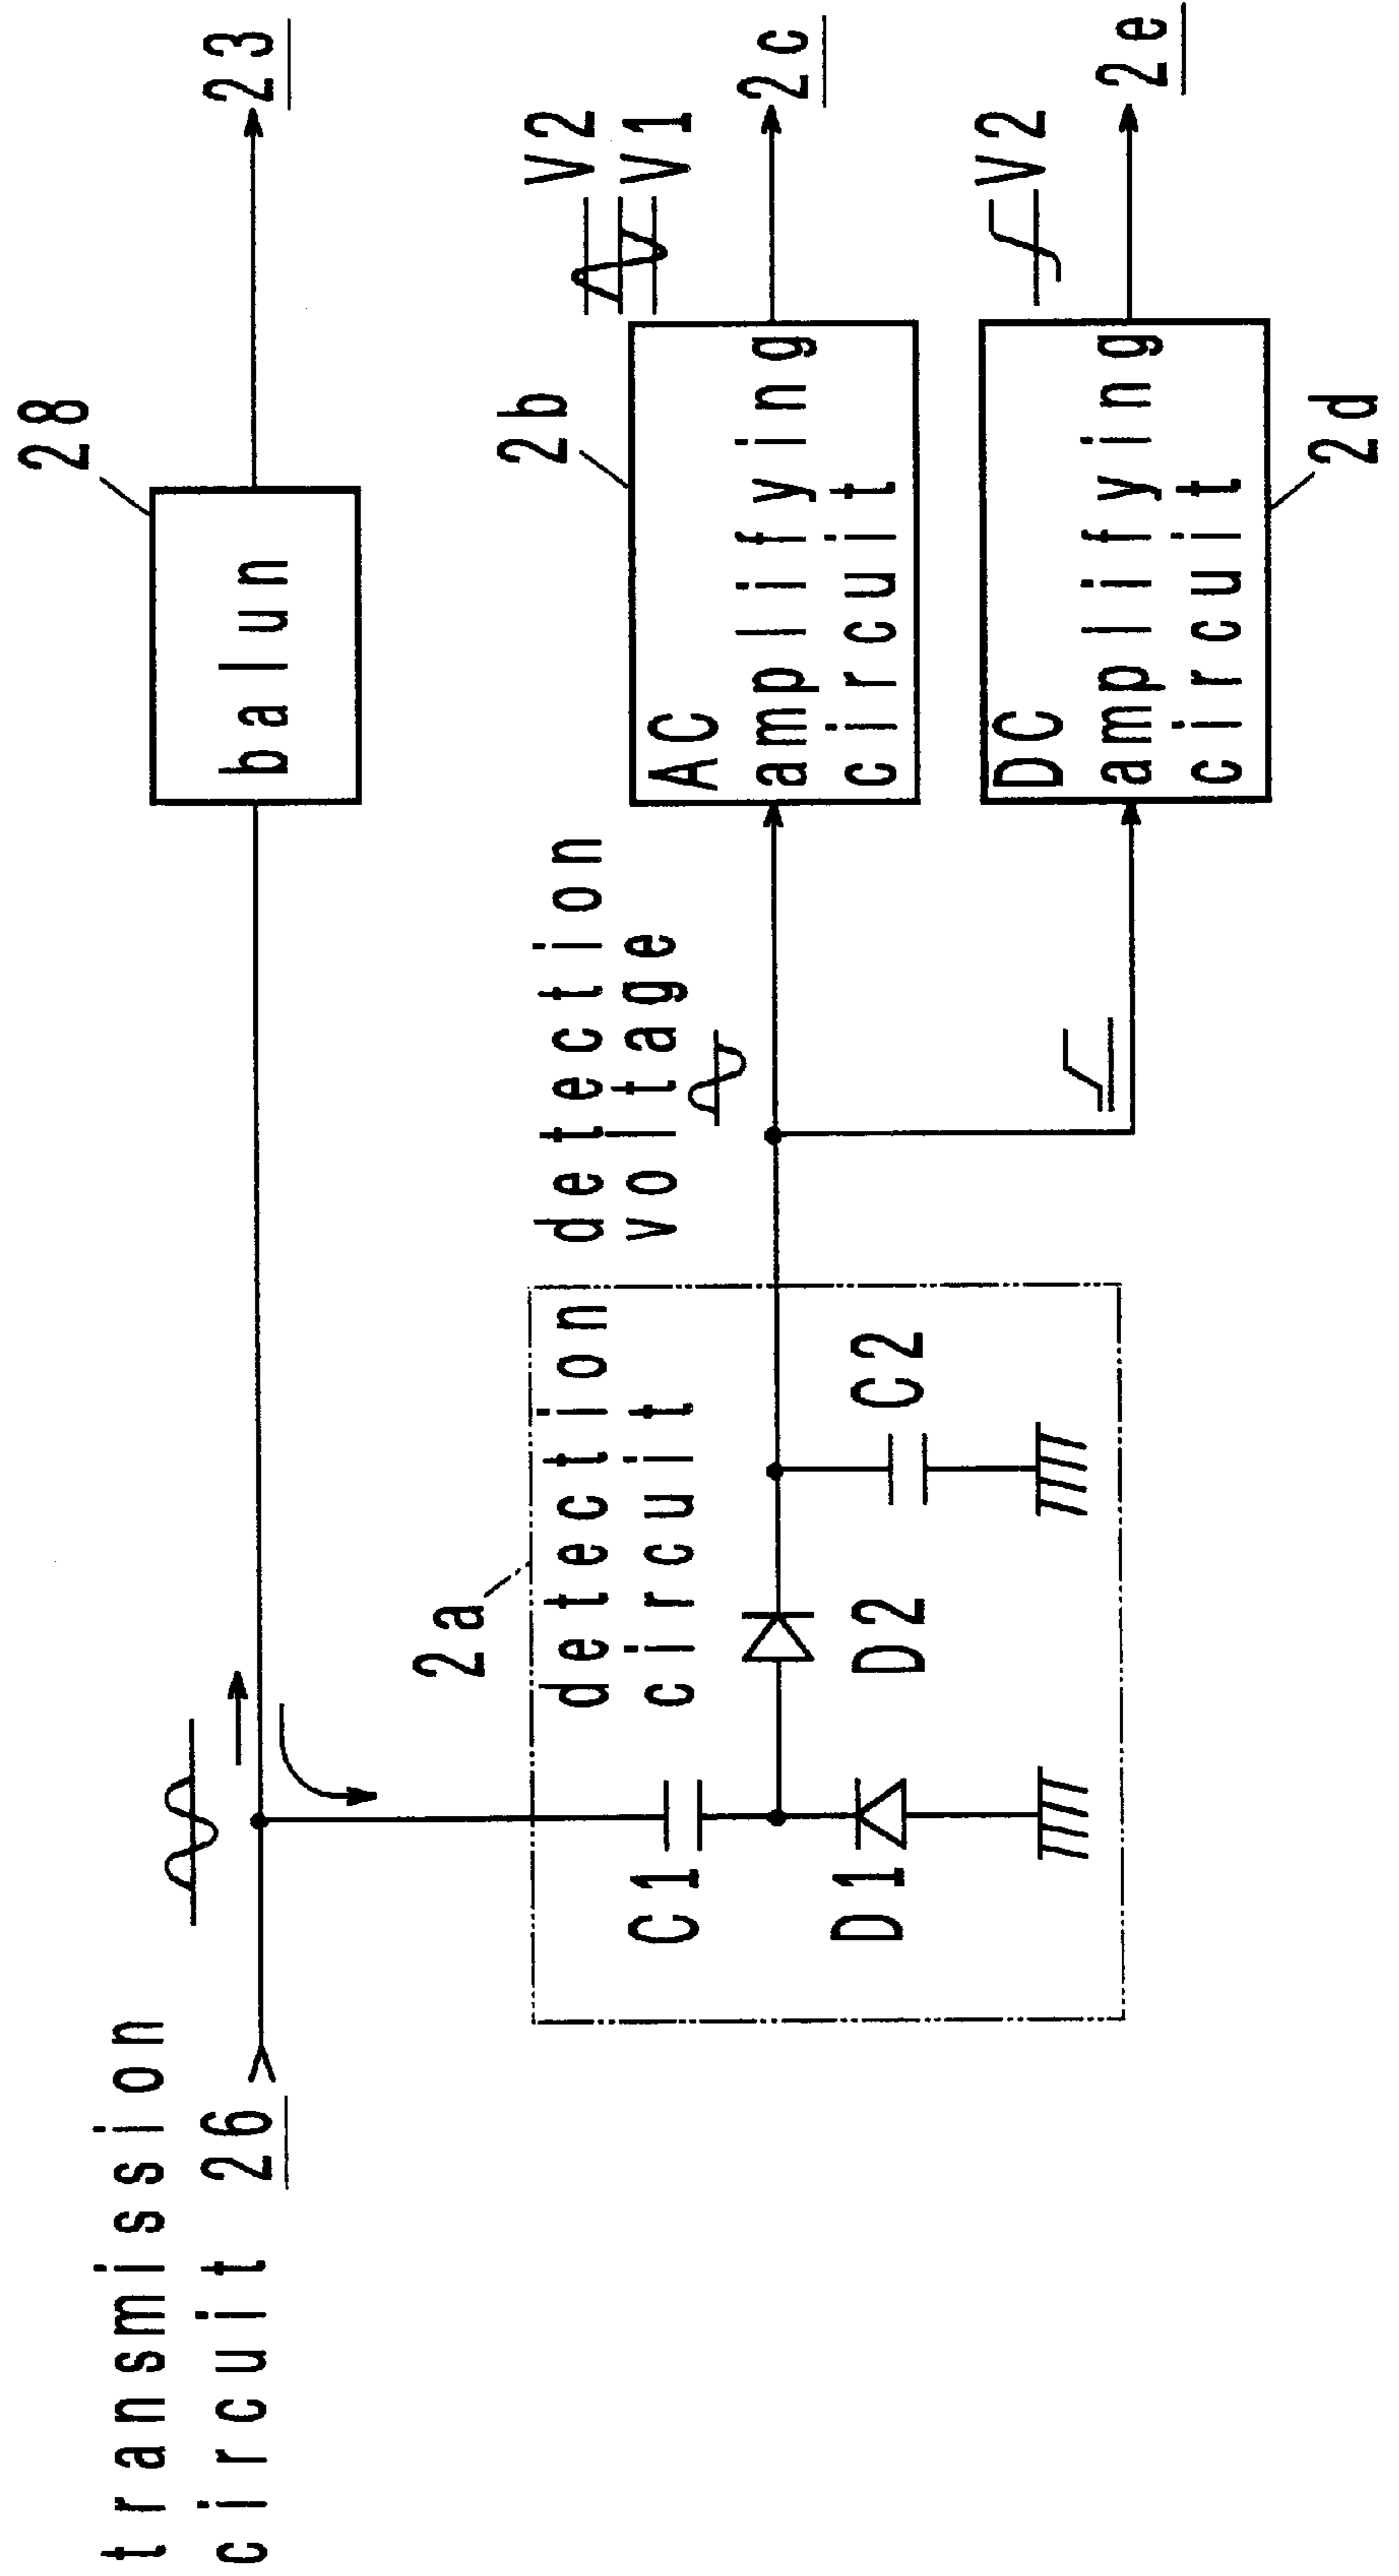 transmission
circuit 26
28
balun
23
2a
detection
circuit
C1
D1
D2
C2
detection
voltage
2b
AC
amplifying
circuit
V2
V1
2c
DC
amplifying
circuit
2d
V2
2e